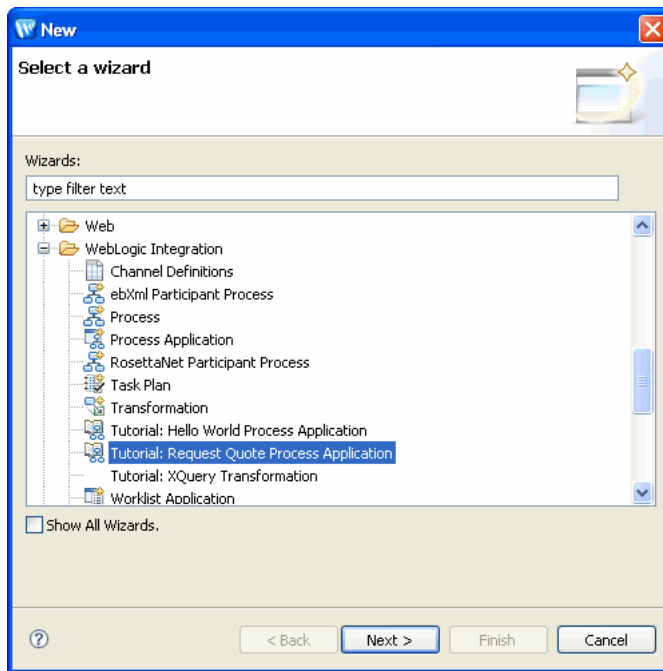 New
Select a wizard
Wizards:
type filter text
Web
WebLogic Integration
Channel Definitions
ebXml Participant Process
Process
Process Application
RosettaNet Participant Process
Task Plan
Transformation
Tutorial: Hello World Process Application
Tutorial: Request Quote Process Application
Tutorial: XQuery Transformation
Worklist Application
Show All Wizards.
? < Back Next > Finish Cancel